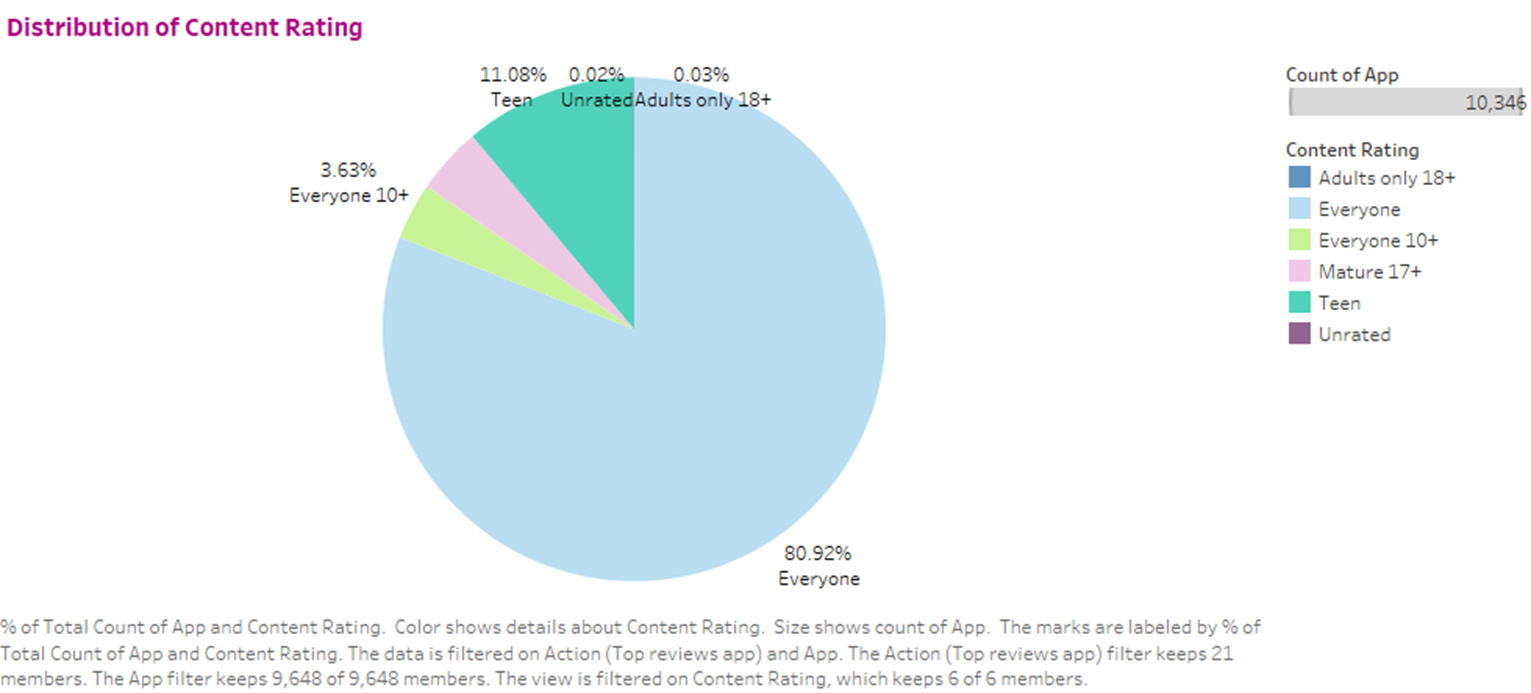 Distribution of Content Rating
11.08%
Teen
0.02%
Unrated
0.03%
Adults only 18+
3.63%
Everyone 10+
80.92%
Everyone
Count of App
10,346
Content Rating
Adults only 18+
Everyone
Everyone 10+
Mature 17+
Teen
Unrated
% of Total Count of App and Content Rating. Color shows details about Content Rating. Size shows count of App. The marks are labeled by % of
Total Count of App and Content Rating. The data is filtered on Action (Top reviews app) and App. The Action (Top reviews app) filter keeps 21
members. The App filter keeps 9,648 of 9,648 members. The view is filtered on Content Rating, which keeps 6 of 6 members.